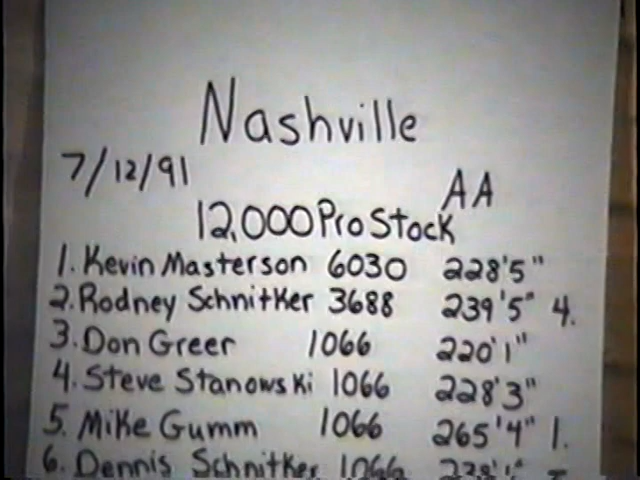 Nashville
7/12/91
AA
12,000 Pro Stock
1. Kevin Masterson 6030 228'5"
2. Rodney Schnitker 3688 239'5" 4.
3. Don Greer 1066 220'1"
4. Steve Stanowski 1066 228'3"
5. Mike Gumm 1066 265'4" 1.
6. Dennis Schnitker 1066